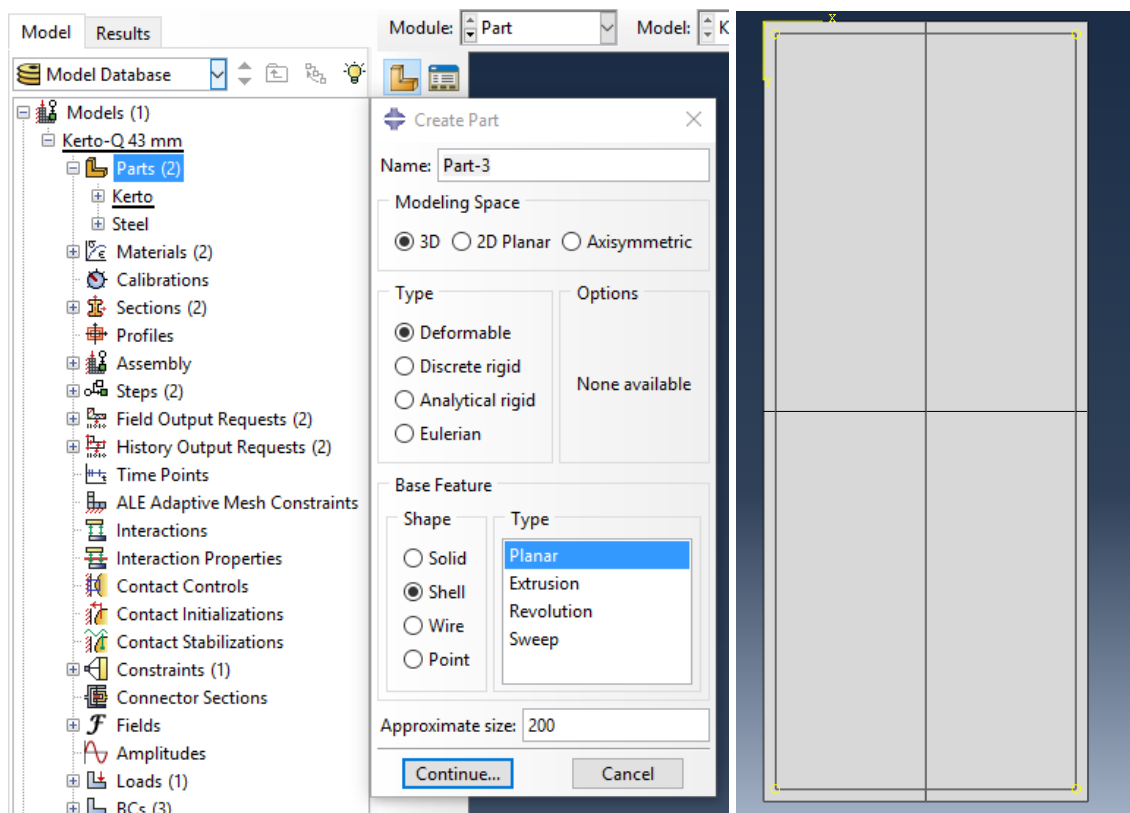 Model Results
Module: Part Model: K
Model Database
Models (1)
Kerto-Q 43 mm
Parts (2)
Kerto
Steel
Materials (2)
Calibrations
Sections (2)
Profiles
Assembly
Steps (2)
Field Output Requests (2)
History Output Requests (2)
Time Points
ALE Adaptive Mesh Constraints
Interactions
Interaction Properties
Contact Controls
Contact Initializations
Contact Stabilizations
Constraints (1)
Connector Sections
Fields
Amplitudes
Loads (1)
BCs (3)
Create Part
Name: Part-3
Modeling Space
3D 2D Planar Axisymmetric
Type
Deformable
Discrete rigid
Analytical rigid
Eulerian
Options
None available
Base Feature
Shape
Solid
Shell
Wire
Point
Type
Planar
Extrusion
Revolution
Sweep
Approximate size: 200
Continue... Cancel
X